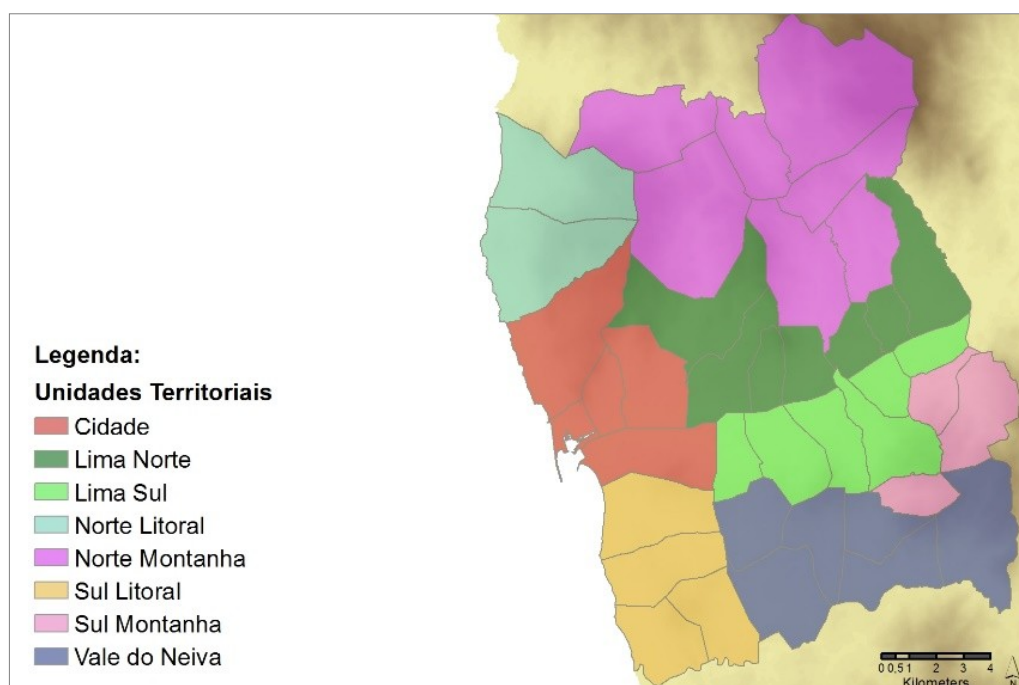 Legenda:
Unidades Territoriais
Cidade
Lima Norte
Lima Sul
Norte Litoral
Norte Montanha
Sul Litoral
Sul Montanha
Vale do Neiva
0 0,5 1 2 3 4
Kilometers
N